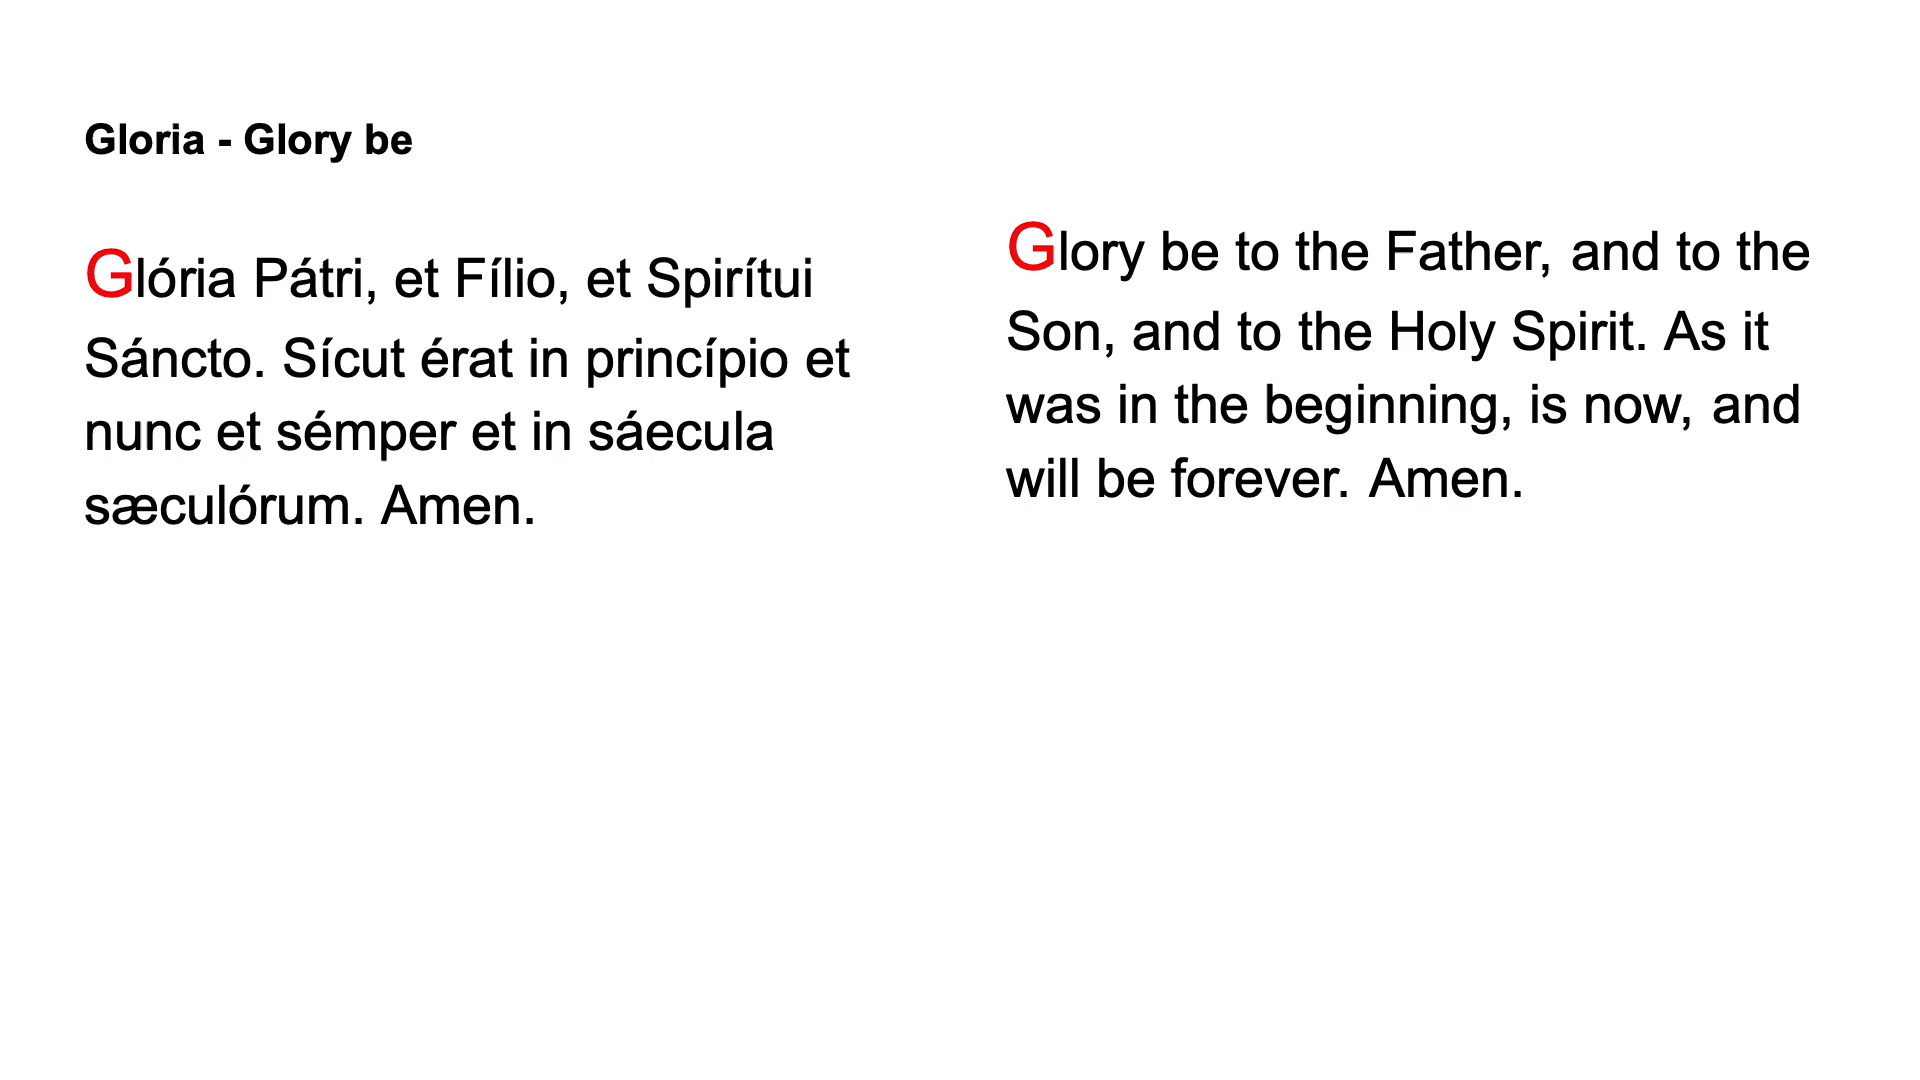 Gloria - Glory be
Glória Pátri, et Fílio, et Spirítui
Sáncto. Sícut érat in princípio et
nunc et sémper et in sáecula
sæculórum. Amen.
Glory be to the Father, and to the
Son, and to the Holy Spirit. As it
was in the beginning, is now, and
will be forever. Amen.